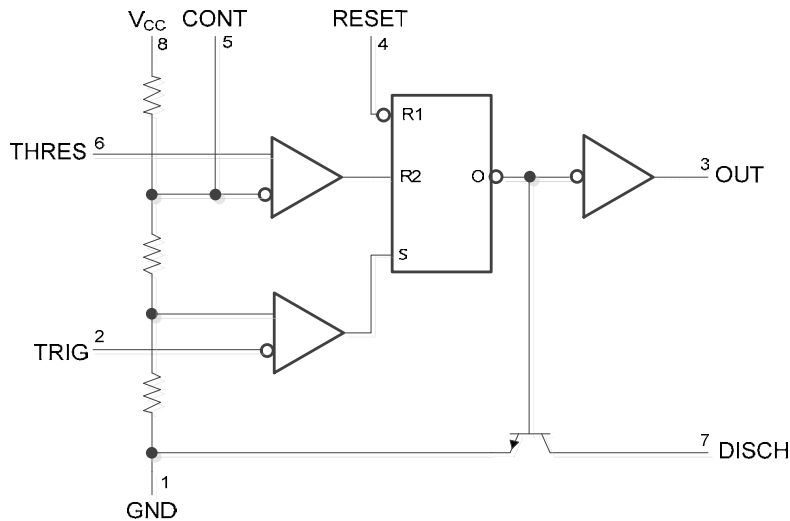 VCC CONT RESET
8 5 4
R1
THRES 6
3 OUT
R2 O
S
TRIG 2
7 DISCH
1
GND